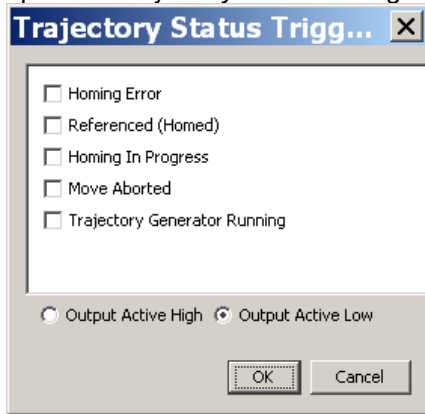 Trajectory Status Trigg...
Homing Error
Referenced (Homed)
Homing In Progress
Move Aborted
Trajectory Generator Running
Output Active High Output Active Low
OK Cancel